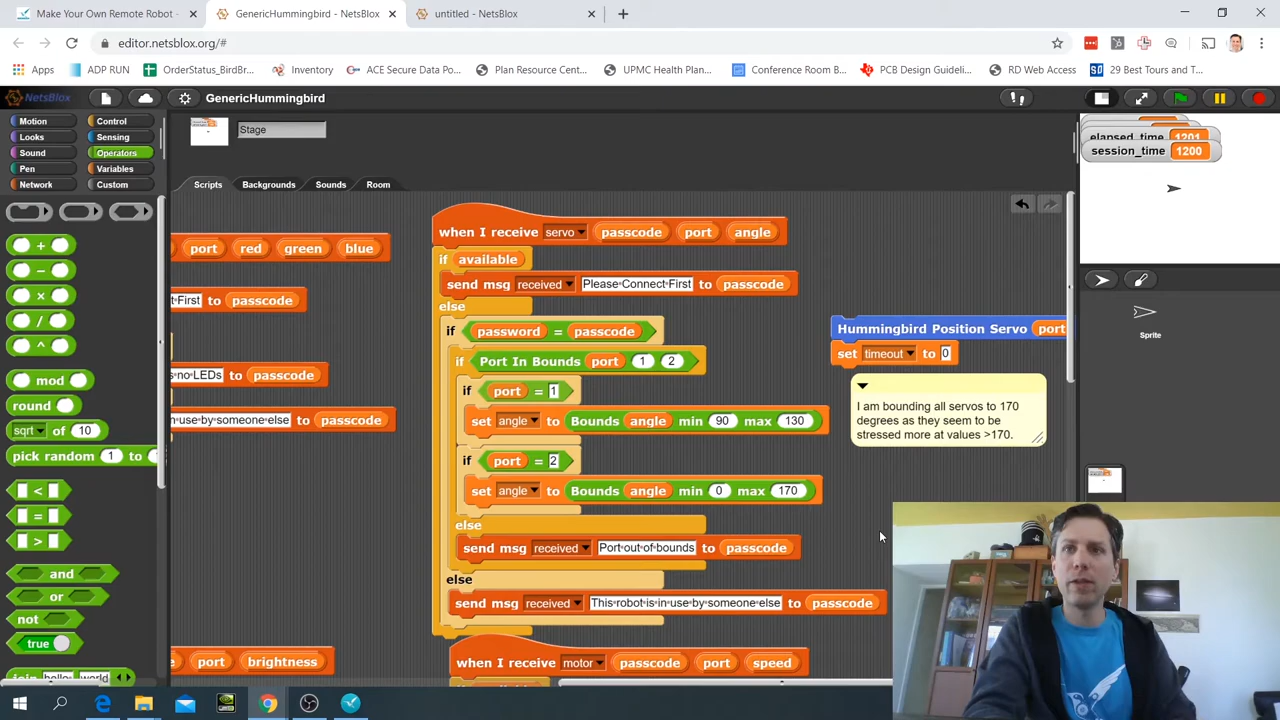 Make Your Own Remote Robot -
GenericHummingbird - NetsBlox
untitled - NetsBlox
editor.netsblox.org/#
Apps
ADP RUN
OrderStatus_BirdBr...
Inventory
ACE Secure Data Po...
Plan Resource Cent...
UPMC Health Plan...
Conference Room B...
PCB Design Guideli...
RD Web Access
29 Best Tours and T...
NetsBlox
GenericHummingbird
Motion
Control
Looks
Sensing
Sound
Operators
Pen
Variables
Network
Custom
Stage
Scripts
Backgrounds
Sounds
Room
elapsed_time 1201
session_time 1200
+
−
×
/
^
mod
round
sqrt of 10
pick random 1 to
<
=
>
and
or
not
true
join hello world
port red green blue
First to passcode
no LEDs to passcode
in use by someone else to passcode
port brightness
when I receive servo passcode port angle
if available
send msg received Please Connect First to passcode
else
if password = passcode
if Port In Bounds port 1 2
if port = 1
set angle to Bounds angle min 90 max 130
if port = 2
set angle to Bounds angle min 0 max 170
else
send msg received Port out of bounds to passcode
else
send msg received This robot is in use by someone else to passcode
when I receive motor passcode port speed
Hummingbird Position Servo port
set timeout to 0
I am bounding all servos to 170
degrees as they seem to be
stressed more at values >170.
Sprite